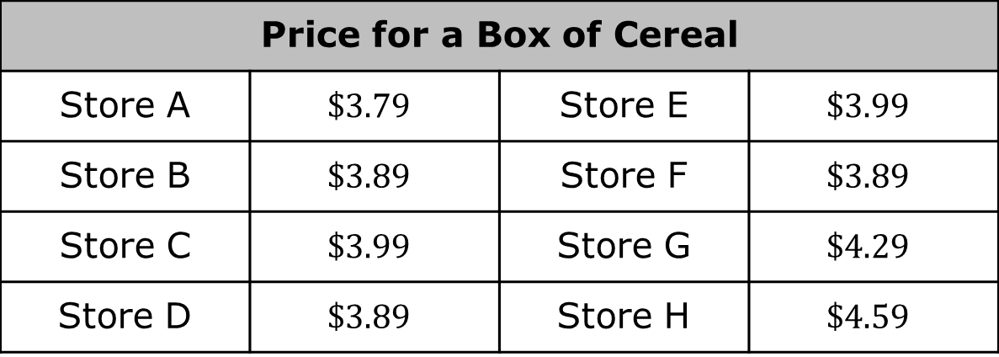 Price for a Box of Cereal
Store A $3.79 Store E $3.99
Store B $3.89 Store F $3.89
Store C $3.99 Store G $4.29
Store D $3.89 Store H $4.59